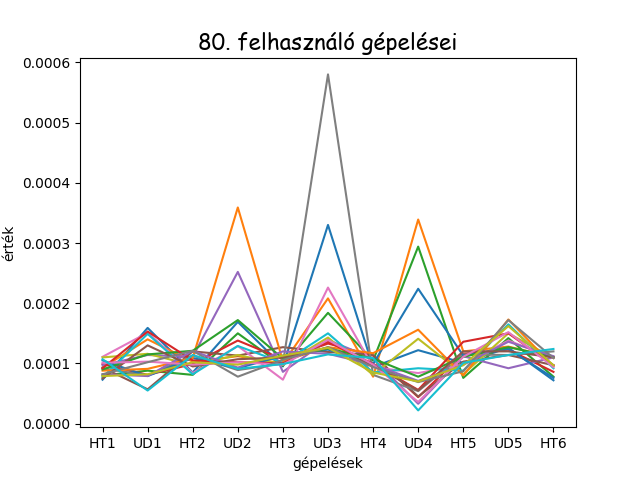 80. felhasználó gépelései
0.0006
0.0005
0.0004
0.0003
0.0002
0.0001
0.0000
érték
HT1 UD1 HT2 UD2 HT3 UD3 HT4 UD4 HT5 UD5 HT6
gépelések